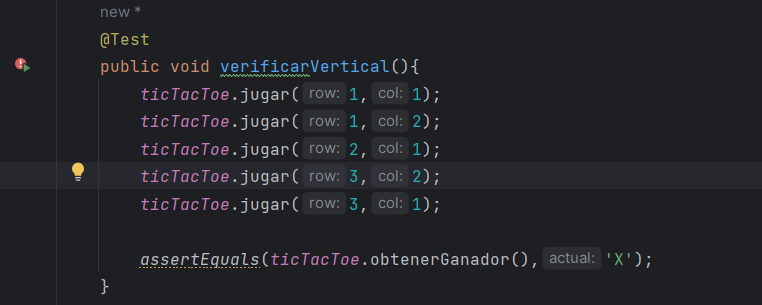 new *
@Test
public void verificarVertical(){
ticTacToe.jugar( row: 1, col: 1);
ticTacToe.jugar( row: 1, col: 2);
ticTacToe.jugar( row: 2, col: 1);
ticTacToe.jugar( row: 3, col: 2);
ticTacToe.jugar( row: 3, col: 1);
assertEquals(ticTacToe.obtenerGanador(), actual: 'X');
}